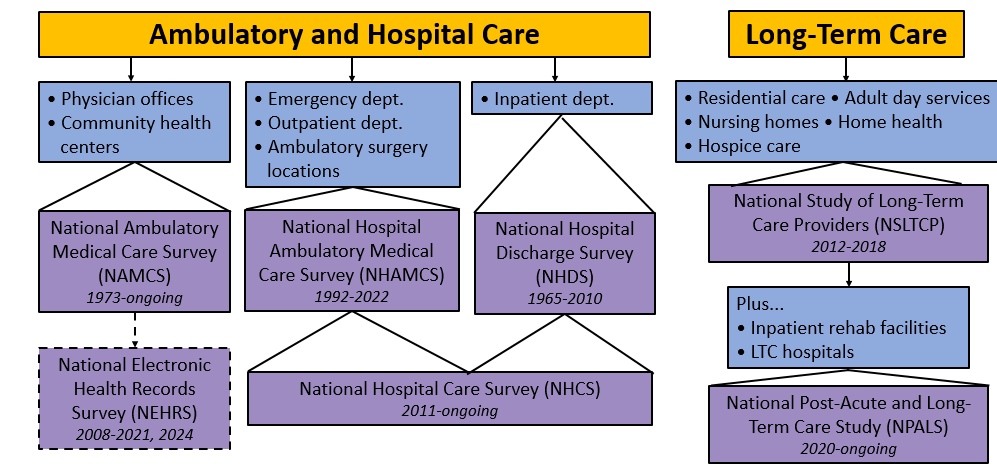 Ambulatory and Hospital Care
Long-Term Care
• Physician offices
• Community health
centers
• Emergency dept.
• Outpatient dept.
• Ambulatory surgery
locations
• Inpatient dept.
• Residential care • Adult day services
• Nursing homes • Home health
• Hospice care
National Ambulatory
Medical Care Survey
(NAMCS)
1973-ongoing
National Hospital
Ambulatory Medical
Care Survey (NHAMCS)
1992-2022
National Hospital
Discharge Survey
(NHDS)
1965-2010
National Study of Long-Term
Care Providers (NSLTCP)
2012-2018
Plus...
• Inpatient rehab facilities
• LTC hospitals
National Electronic
Health Records
Survey (NEHRS)
2008-2021, 2024
National Hospital Care Survey (NHCS)
2011-ongoing
National Post-Acute and Long-
Term Care Study (NPALS)
2020-ongoing